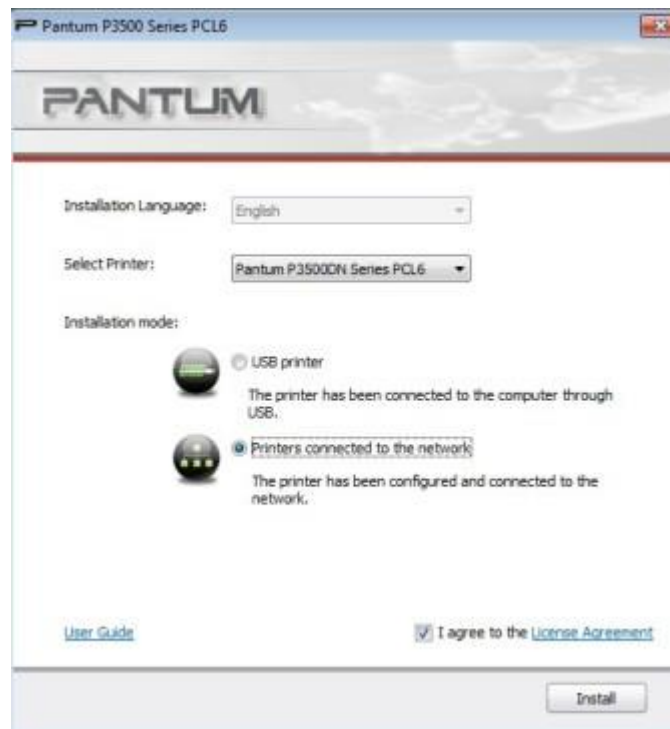 Pantum P3500 Series PCL6
PANTUM
Installation Language:
English
Select Printer:
Pantum P3500DN Series PCL6
Installation mode:
USB printer
The printer has been connected to the computer through
USB.
Printers connected to the network
The printer has been configured and connected to the
network.
User Guide
I agree to the License Agreement
Install